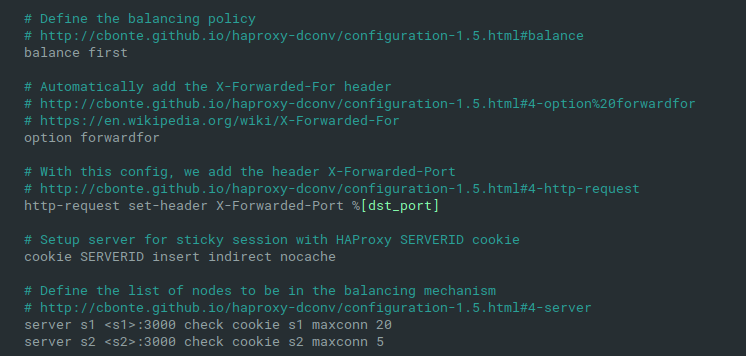 # Define the balancing policy
# http://cbonte.github.io/haproxy-dconv/configuration-1.5.html#balance
balance first
# Automatically add the X-Forwarded-For header
# http://cbonte.github.io/haproxy-dconv/configuration-1.5.html#4-option%20forwardfor
# https://en.wikipedia.org/wiki/X-Forwarded-For
option forwardfor
# With this config, we add the header X-Forwarded-Port
# http://cbonte.github.io/haproxy-dconv/configuration-1.5.html#4-http-request
http-request set-header X-Forwarded-Port %[dst_port]
# Setup server for sticky session with HAProxy SERVERID cookie
cookie SERVERID insert indirect nocache
# Define the list of nodes to be in the balancing mechanism
# http://cbonte.github.io/haproxy-dconv/configuration-1.5.html#4-server
server s1 <s1>:3000 check cookie s1 maxconn 20
server s2 <s2>:3000 check cookie s2 maxconn 5